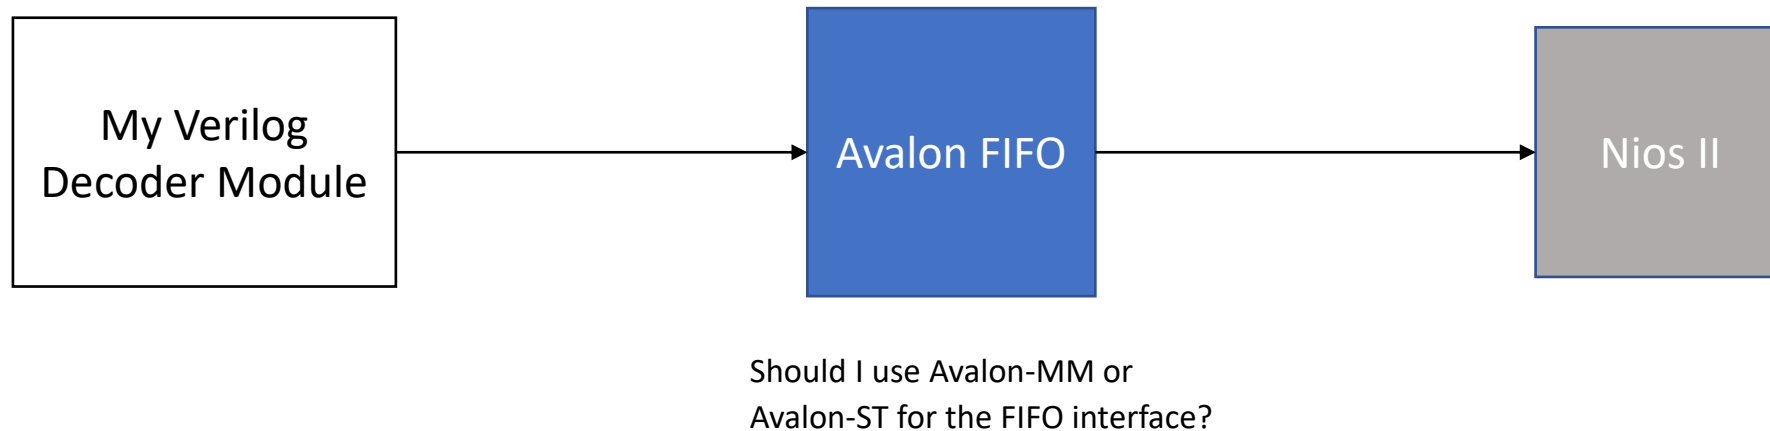 My Verilog
Decoder Module
Avalon FIFO
Nios II
Should I use Avalon-MM or
Avalon-ST for the FIFO interface?